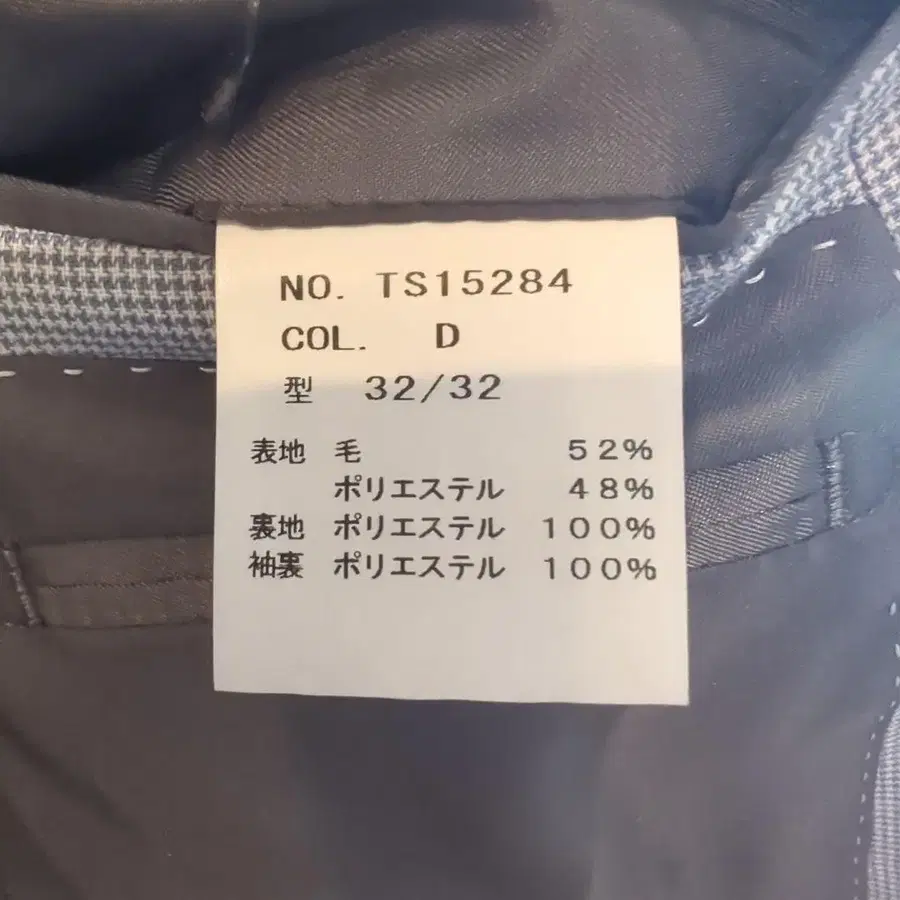 NO. TS15284
COL. D
型 32/32
表地 毛 52%
ポリエステル 48%
裏地 ポリエステル 100%
袖裏 ポリエステル 100%